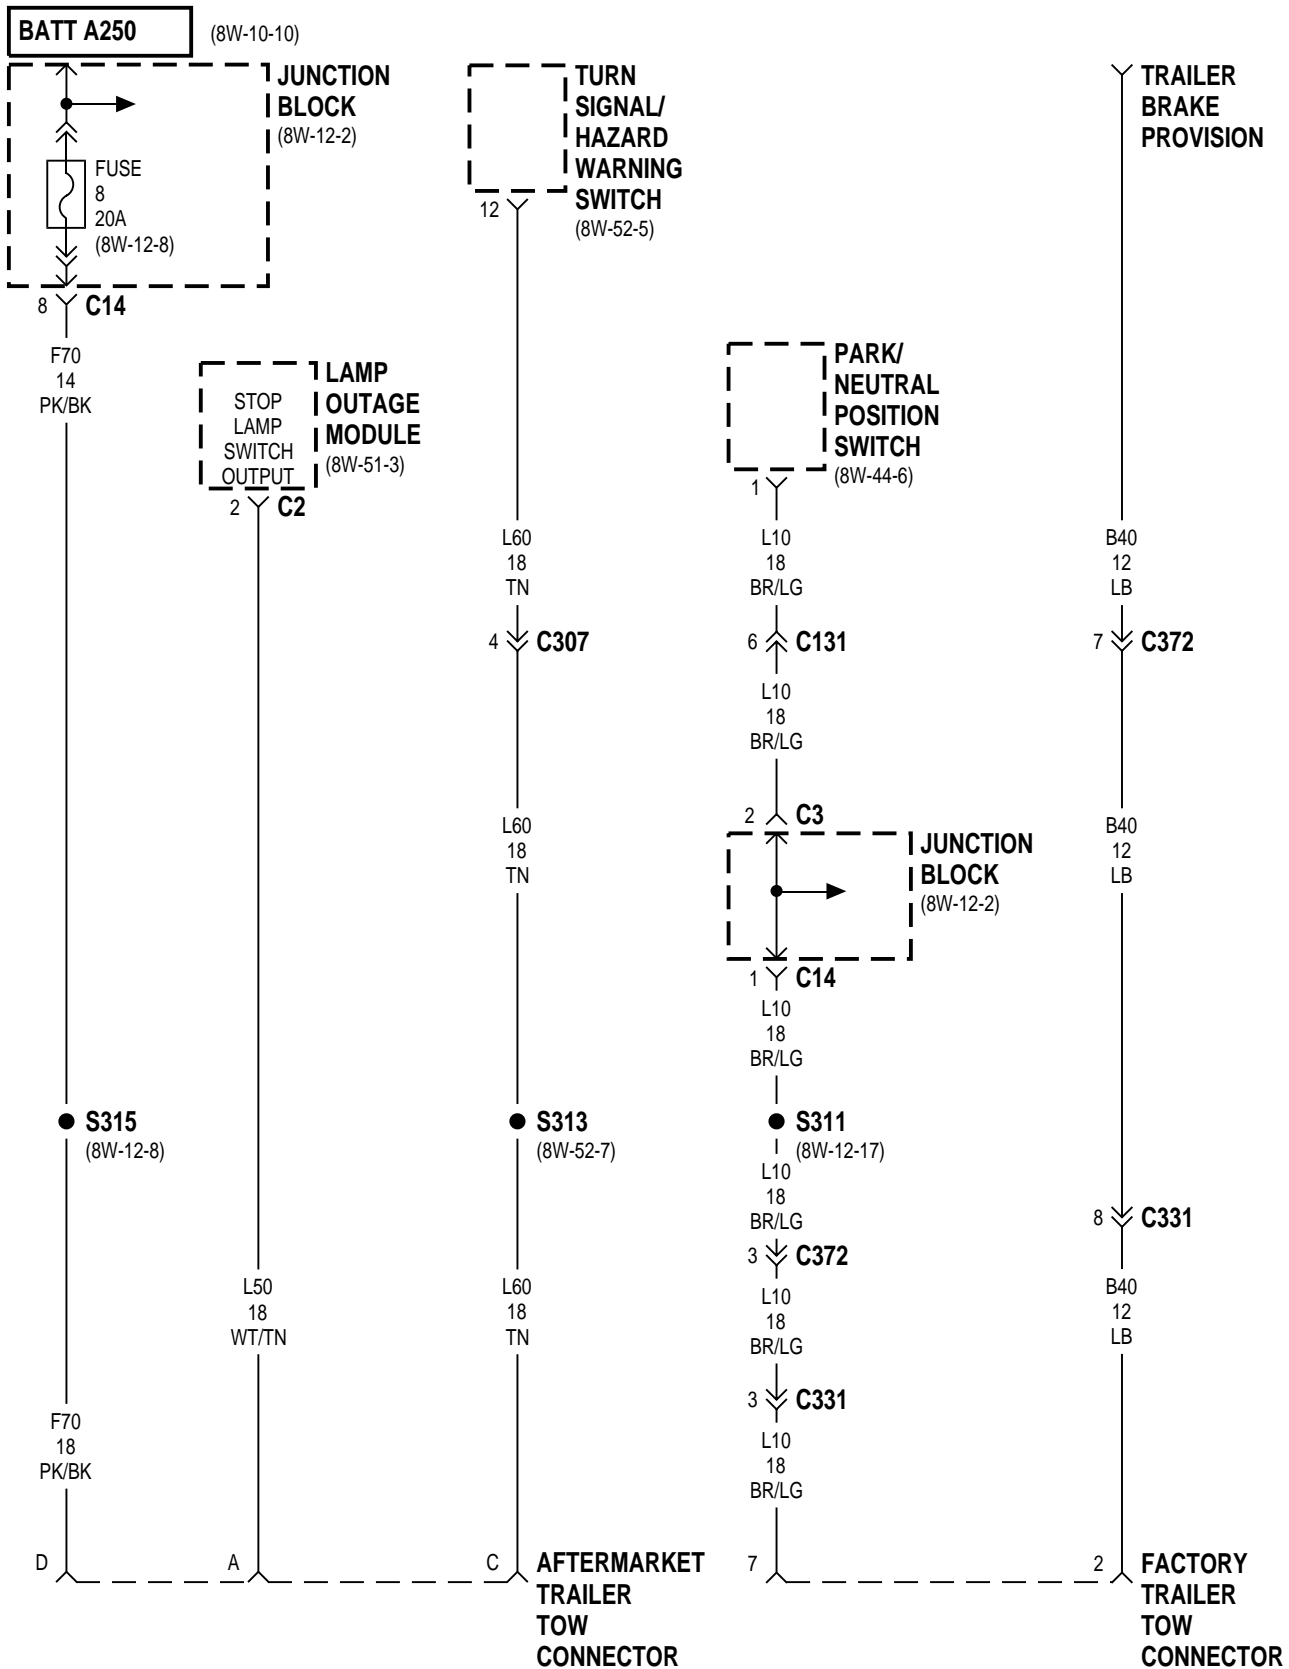 BATT A250
(8W-10-10)
JUNCTION
BLOCK
(8W-12-2)
FUSE
8
20A
(8W-12-8)
8
C14
F70
14
PK/BK
STOP
LAMP
SWITCH
OUTPUT
LAMP
OUTAGE
MODULE
(8W-51-3)
2
C2
TURN
SIGNAL/
HAZARD
WARNING
SWITCH
(8W-52-5)
12
L60
18
TN
4
C307
L60
18
TN
PARK/
NEUTRAL
POSITION
SWITCH
(8W-44-6)
1
L10
18
BR/LG
6
C131
L10
18
BR/LG
2
C3
JUNCTION
BLOCK
(8W-12-2)
1
C14
L10
18
BR/LG
TRAILER
BRAKE
PROVISION
B40
12
LB
7
C372
B40
12
LB
S315
(8W-12-8)
S313
(8W-52-7)
S311
(8W-12-17)
L10
18
BR/LG
3
C372
L10
18
BR/LG
3
C331
L10
18
BR/LG
8
C331
B40
12
LB
L50
18
WT/TN
L60
18
TN
F70
18
PK/BK
D
A
C
AFTERMARKET
TRAILER
TOW
CONNECTOR
7
2
FACTORY
TRAILER
TOW
CONNECTOR